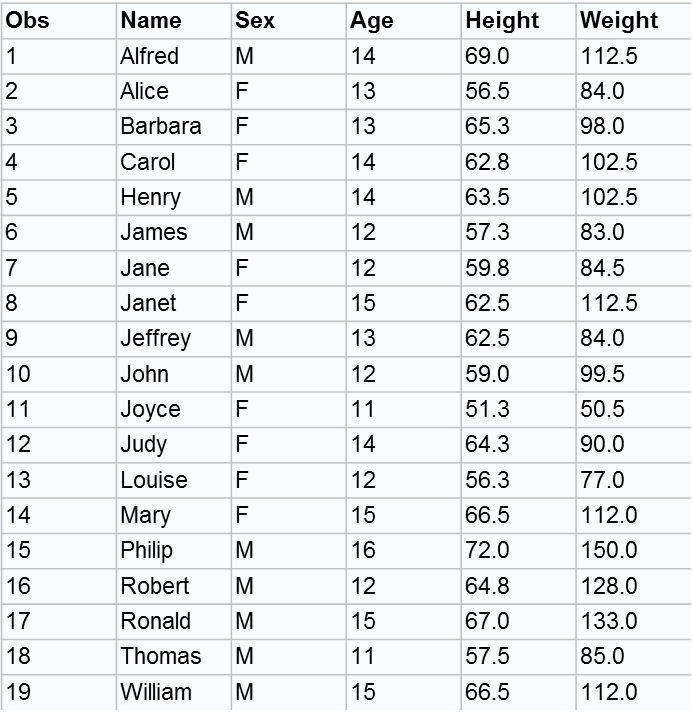 Obs Name Sex Age Height Weight
1 Alfred M 14 69.0 112.5
2 Alice F 13 56.5 84.0
3 Barbara F 13 65.3 98.0
4 Carol F 14 62.8 102.5
5 Henry M 14 63.5 102.5
6 James M 12 57.3 83.0
7 Jane F 12 59.8 84.5
8 Janet F 15 62.5 112.5
9 Jeffrey M 13 62.5 84.0
10 John M 12 59.0 99.5
11 Joyce F 11 51.3 50.5
12 Judy F 14 64.3 90.0
13 Louise F 12 56.3 77.0
14 Mary F 15 66.5 112.0
15 Philip M 16 72.0 150.0
16 Robert M 12 64.8 128.0
17 Ronald M 15 67.0 133.0
18 Thomas M 11 57.5 85.0
19 William M 15 66.5 112.0